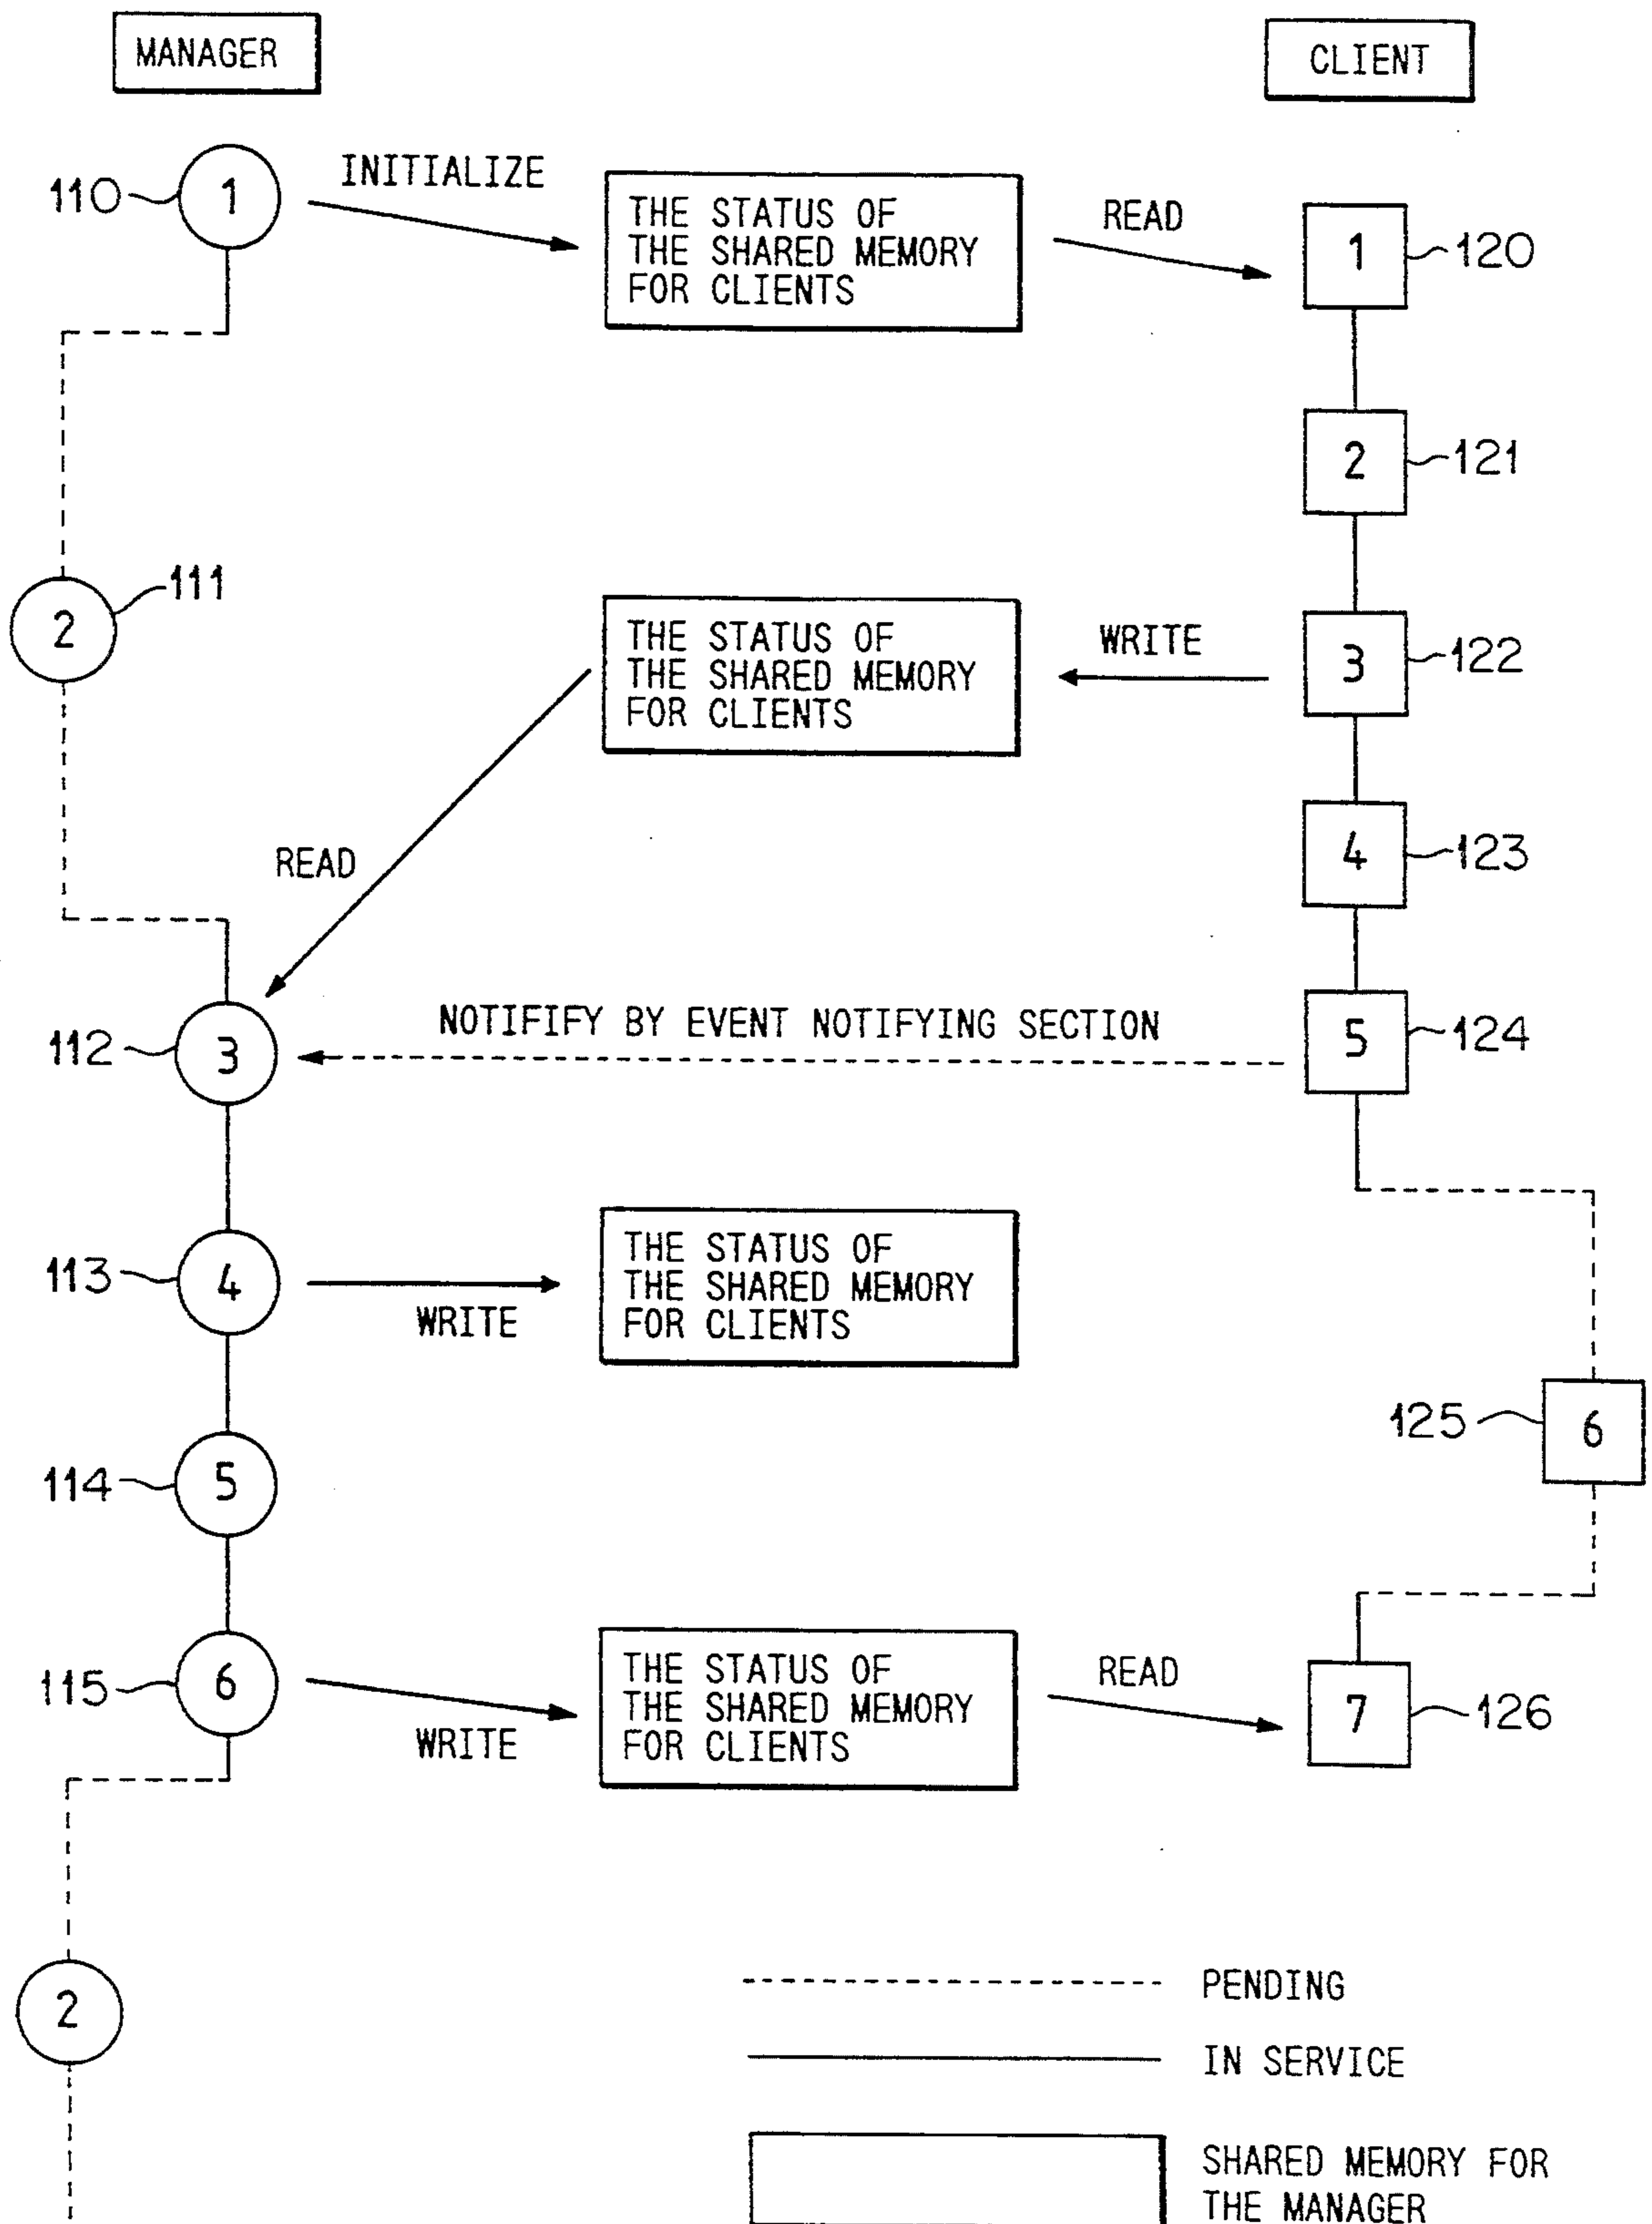 MANAGER
CLIENT
INITIALIZE
110
1
THE STATUS OF
THE SHARED MEMORY
FOR CLIENTS
READ
1
120
2
121
111
2
THE STATUS OF
THE SHARED MEMORY
FOR CLIENTS
WRITE
3
122
READ
4
123
NOTIFIFY BY EVENT NOTIFYING SECTION
112
3
5
124
113
4
WRITE
THE STATUS OF
THE SHARED MEMORY
FOR CLIENTS
125
6
114
5
115
6
WRITE
THE STATUS OF
THE SHARED MEMORY
FOR CLIENTS
READ
7
126
2
PENDING
IN SERVICE
SHARED MEMORY FOR
THE MANAGER